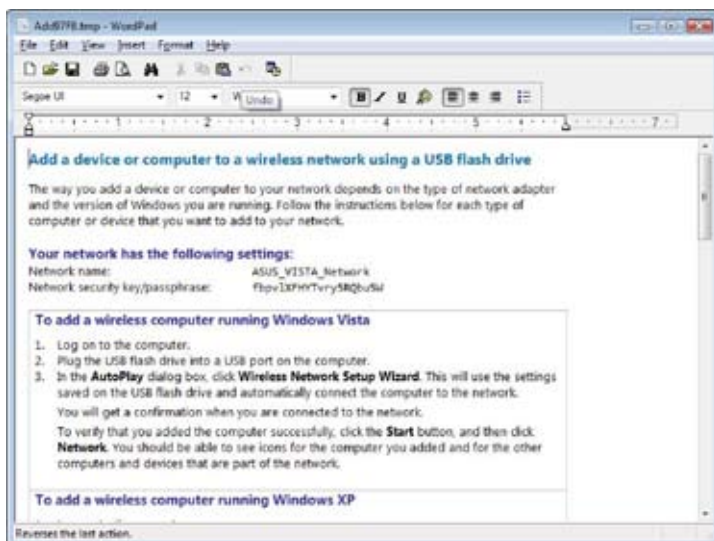 Add87F8.tmp - WordPad
File Edit View Insert Format Help
Segoe UI 12 W
Undo
1 2 3 4 5 7
Add a device or computer to a wireless network using a USB flash drive
The way you add a device or computer to your network depends on the type of network adapter
and the version of Windows you are running. Follow the instructions below for each type of
computer or device that you want to add to your network.
Your network has the following settings:
Network name: ASUS_VISTA_Network
Network security key/passphrase:
To add a wireless computer running Windows Vista
1. Log on to the computer.
2. Plug the USB flash drive into a USB port on the computer.
3. In the AutoPlay dialog box, click Wireless Network Setup Wizard. This will use the settings
saved on the USB flash drive and automatically connect the computer to the network.
You will get a confirmation when you are connected to the network.
To verify that you added the computer successfully, click the Start button, and then click
Network. You should be able to see icons for the computer you added and for the other
computers and devices that are part of the network.
To add a wireless computer running Windows XP
Reverses the last action.